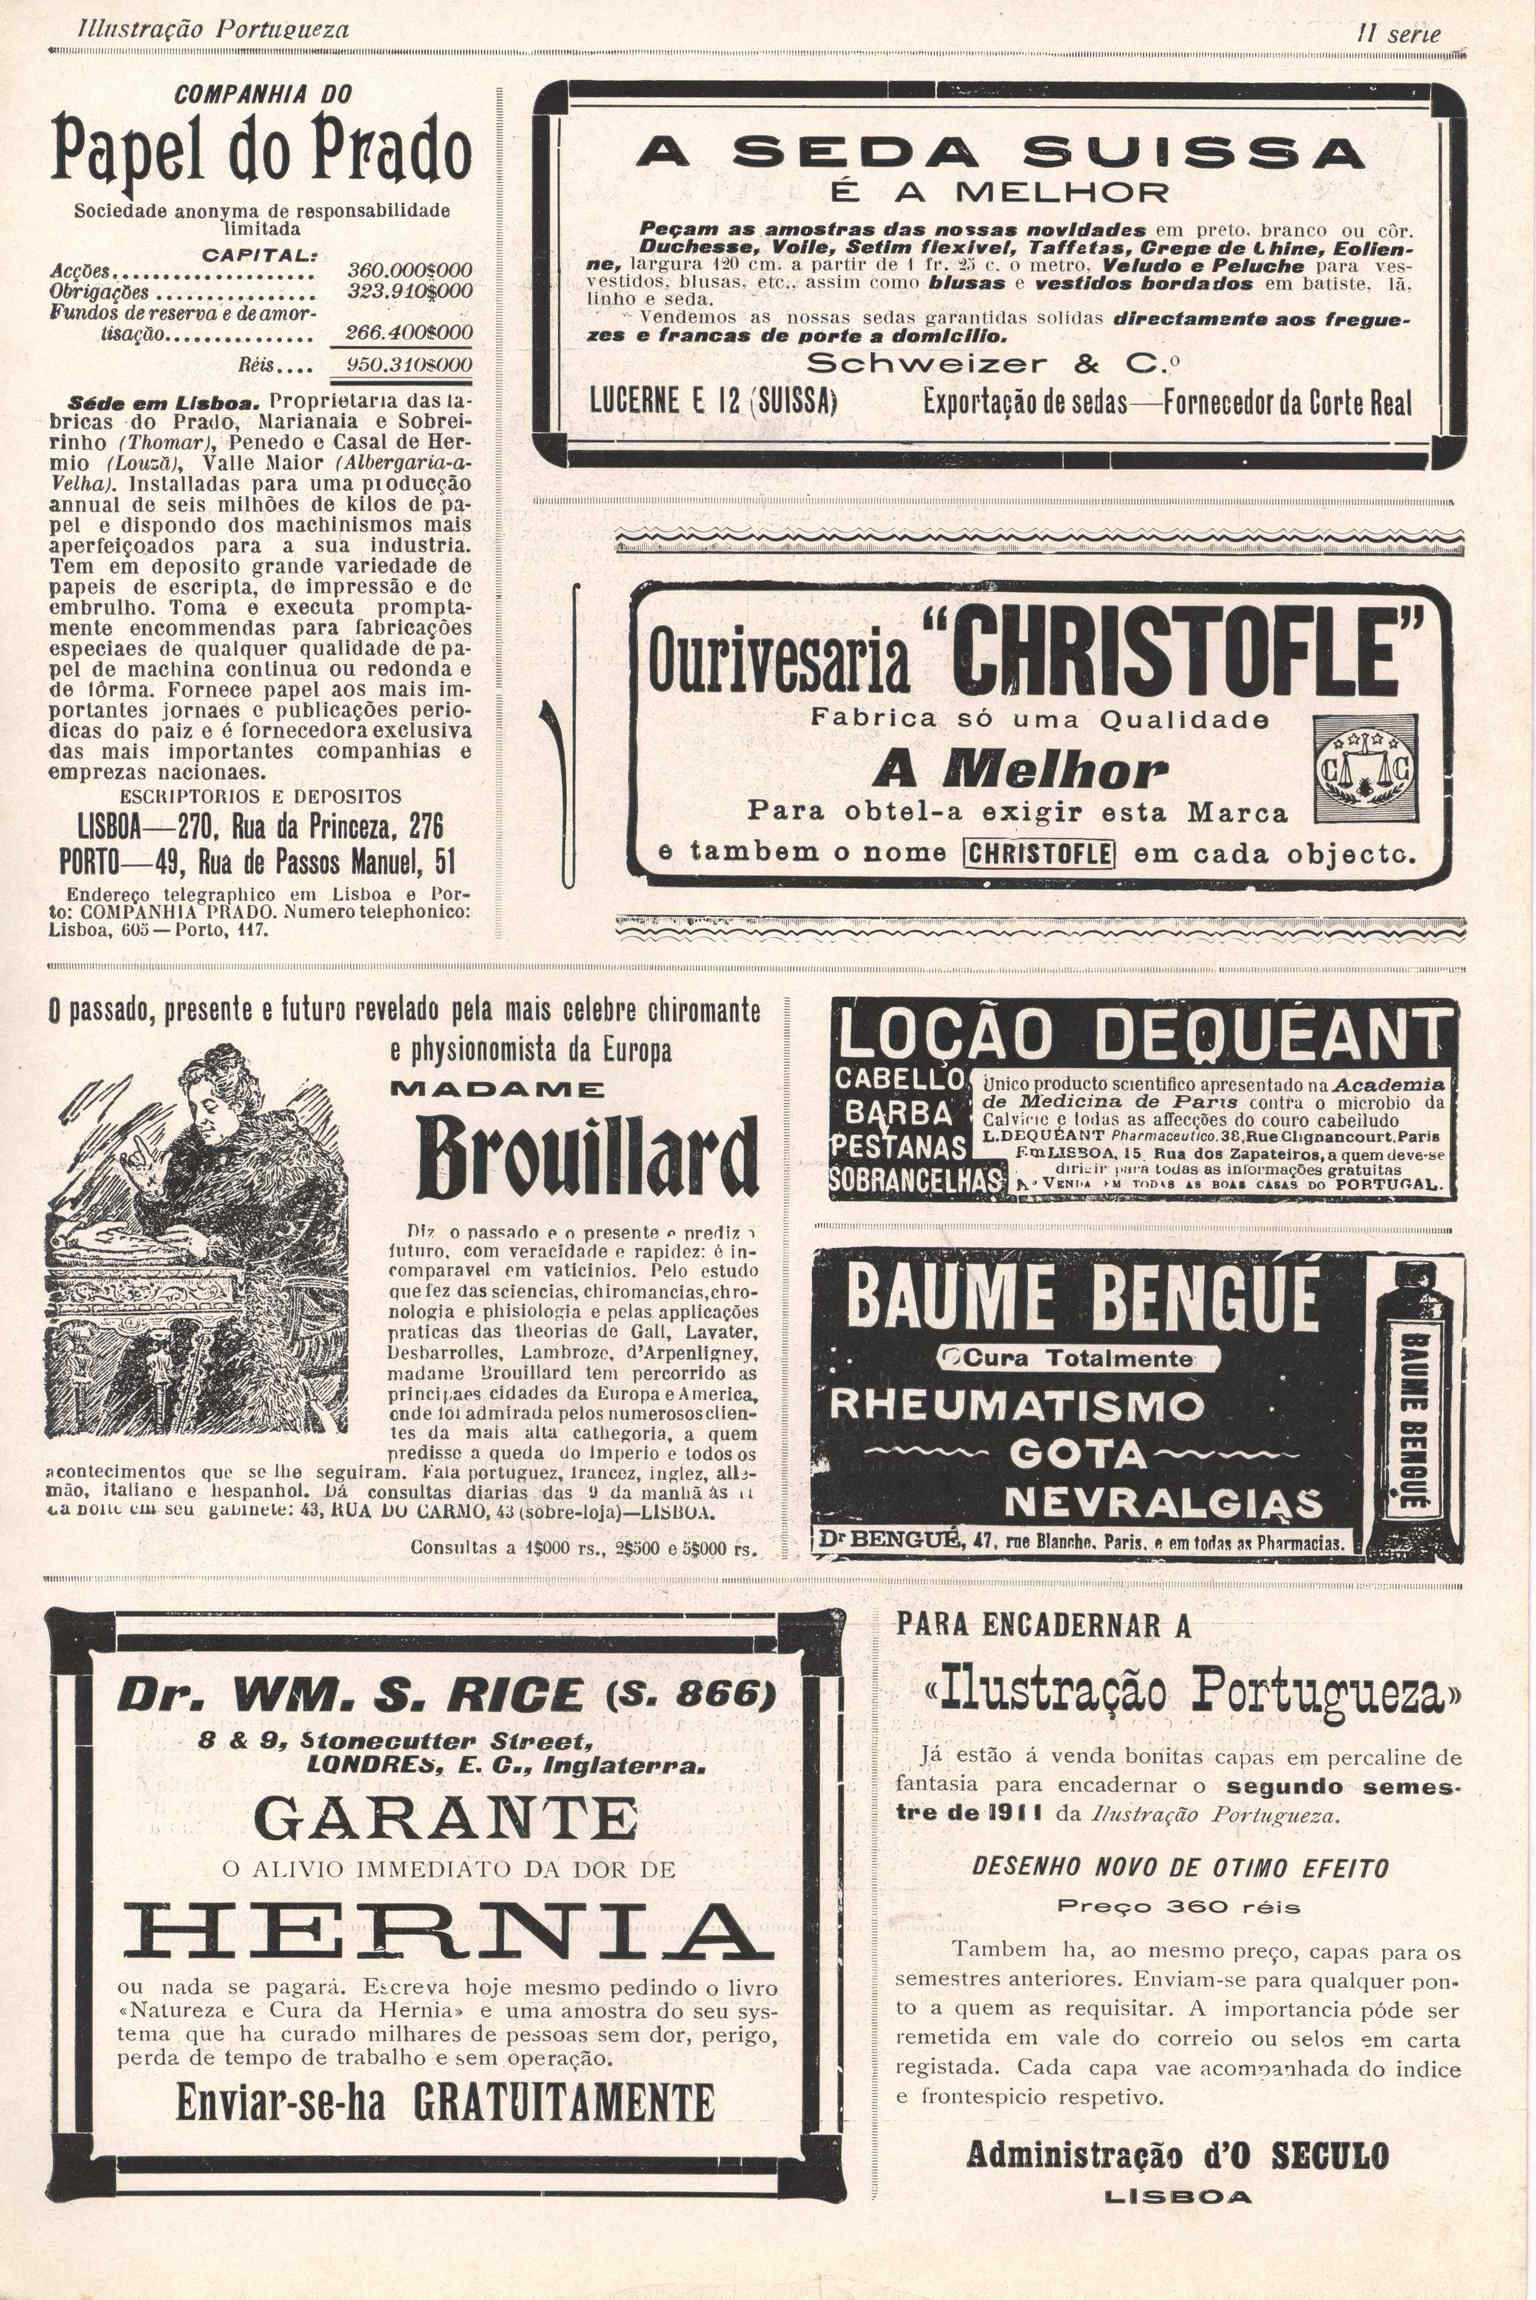 Illustração Portugueza
II serie
COMPANHIA DO
Papel do Prado
Sociedade anonyma de responsabilidade
limitada
CAPITAL:
Acções.................... 360.000$000
Obrigações ................ 323.910$000
Fundos de reserva e de amor-
tisação............... 266.400$000
Réis.... 950.310$000
Séde em Lisboa. Proprietaria das fa-
bricas do Prado, Marianaia e Sobrei-
rinho (Thomar), Penedo e Casal de Her-
mio (Louzã), Valle Maior (Albergaria-a-
Velha). Installadas para uma producção
annual de seis milhões de kilos de pa-
pel e dispondo dos machinismos mais
aperfeiçoados para a sua industria.
Tem em deposito grande variedade de
papeis de escripta, de impressão e de
embrulho. Toma e executa prompta-
mente encommendas para fabricações
especiaes de qualquer qualidade de pa-
pel de machina continua ou redonda e
de fôrma. Fornece papel aos mais im-
portantes jornaes e publicações perio-
dicas do paiz e é fornecedora exclusiva
das mais importantes companhias e
emprezas nacionaes.
ESCRIPTORIOS E DEPOSITOS
LISBOA—270, Rua da Princeza, 276
PORTO—49, Rua de Passos Manuel, 51
Endereço telegraphico em Lisboa e Por-
to: COMPANHIA PRADO. Numero telephonico:
Lisboa, 605—Porto, 117.
A SEDA SUISSA
É A MELHOR
Peçam as amostras das nossas novidades em preto, branco ou côr.
Duchesse, Voile, Setim flexivel, Taffetas, Crepe de Chine, Eolien-
ne, largura 120 cm. a partir de 1 fr. 25 c. o metro, Veludo e Peluche para ves-
vestidos, blusas, etc., assim como blusas e vestidos bordados em batiste, lã,
linho e seda.
Vendemos as nossas sedas garantidas solidas directamente aos fregue-
zes e francas de porte a domicilio.
Schweizer & C.º
LUCERNE E 12 (SUISSA) Exportação de sedas—Fornecedor da Corte Real
Ourivesaria "CHRISTOFLE"
Fabrica só uma Qualidade
A Melhor
Para obtel-a exigir esta Marca
C C
e tambem o nome CHRISTOFLE em cada objecto.
O passado, presente e futuro revelado pela mais celebre chiromante
e physionomista da Europa
MADAME
Brouillard
Diz o passado e o presente e prediz o
futuro, com veracidade e rapidez: é in-
comparavel em vaticinios. Pelo estudo
que fez das sciencias, chiromancias, chro-
nologia e phisiologia e pelas applicações
praticas das theorias de Gall, Lavater,
Desbarrolles, Lambroze, d'Arpenligney,
madame Brouillard tem percorrido as
principaes cidades da Europa e America,
onde foi admirada pelos numerosos clien-
tes da mais alta cathegoria, a quem
predisse a queda do Imperio e todos os
acontecimentos que se lhe seguiram. Fala portuguez, francez, inglez, alle-
mão, italiano e hespanhol. Dá consultas diarias das 9 da manhã ás 11
da noite em seu gabinete: 43, RUA DO CARMO, 43 (sobre-loja)—LISBOA.
Consultas a 1$000 rs., 2$500 e 5$000 rs.
LOÇÃO DEQUÉANT
CABELLO
BARBA
PESTANAS
SOBRANCELHAS
Unico producto scientifico apresentado na Academia
de Medicina de Paris contra o microbio da
Calvicie e todas as affecções do couro cabelludo
L. DEQUÉANT Pharmaceutico. 38, Rue Clignancourt, Paris
Em LISBOA, 15 Rua dos Zapateiros, a quem deve-se
dirigir para todas as informações gratuitas
A' VENDA EM TODAS AS BOAS CASAS DO PORTUGAL.
BAUME BENGUÉ
Cura Totalmente
RHEUMATISMO
GOTA
NEVRALGIAS
BAUME BENGUÉ
Dr BENGUÉ, 47, rue Blanche, Paris, e em todas as Pharmacias.
Dr. WM. S. RICE (S. 866)
8 & 9, Stonecutter Street,
LONDRES, E. C., Inglaterra.
GARANTE
O ALIVIO IMMEDIATO DA DOR DE
HERNIA
ou nada se pagará. Escreva hoje mesmo pedindo o livro
«Natureza e Cura da Hernia» e uma amostra do seu sys-
tema que ha curado milhares de pessoas sem dor, perigo,
perda de tempo de trabalho e sem operação.
Enviar-se-ha GRATUITAMENTE
PARA ENCADERNAR A
«Ilustração Portugueza»
Já estão á venda bonitas capas em percaline de
fantasia para encadernar o segundo semes-
tre de 1911 da Ilustração Portugueza.
DESENHO NOVO DE OTIMO EFEITO
Preço 360 réis
Tambem ha, ao mesmo preço, capas para os
semestres anteriores. Enviam-se para qualquer pon-
to a quem as requisitar. A importancia póde ser
remetida em vale do correio ou selos em carta
registada. Cada capa vae acompanhada do indice
e frontespicio respetivo.
Administração d'O SECULO
LISBOA